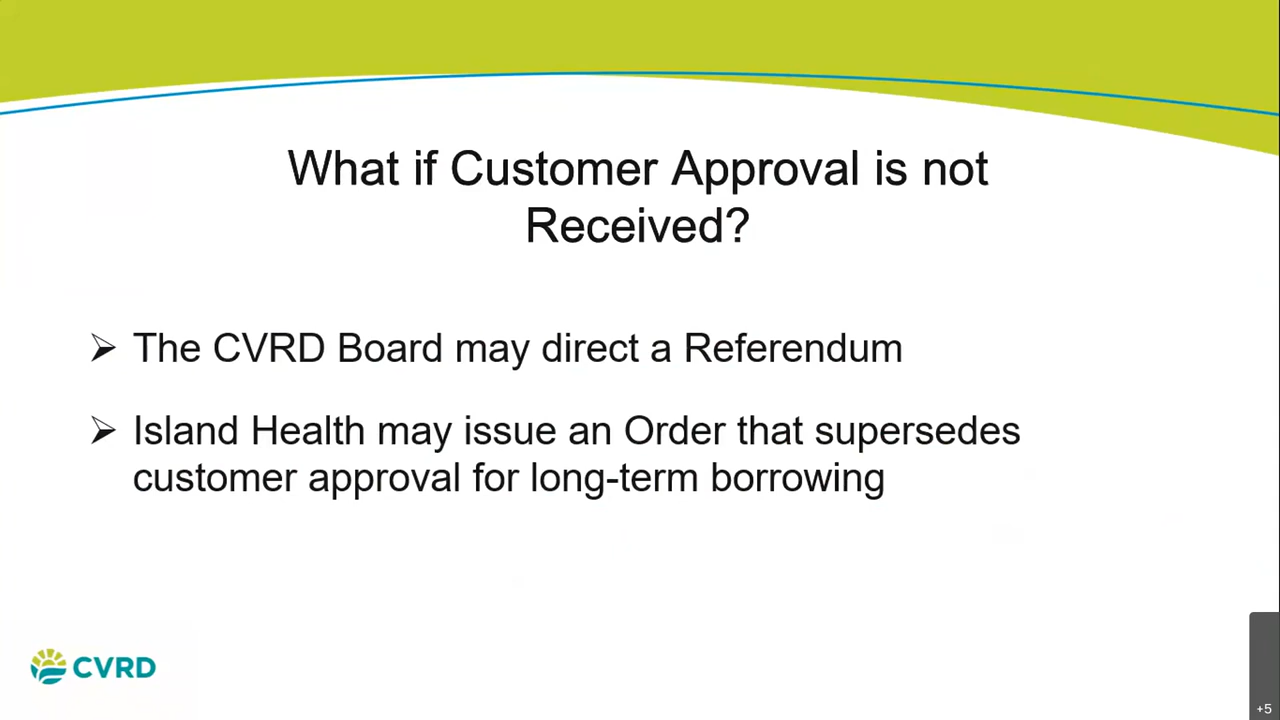 What if Customer Approval is not
Received?
➢ The CVRD Board may direct a Referendum
➢ Island Health may issue an Order that supersedes
customer approval for long-term borrowing
CVRD
+5